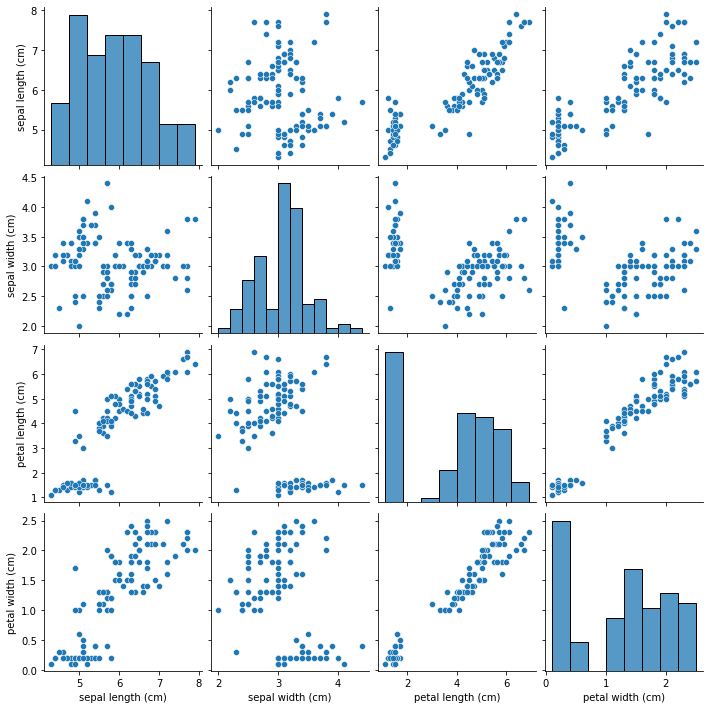 8
7
6
5
sepal length (cm)
4.5
4.0
3.5
3.0
2.5
2.0
sepal width (cm)
7
6
5
4
3
2
1
petal length (cm)
2.5
2.0
1.5
1.0
0.5
0.0
petal width (cm)
5 6 7 8
sepal length (cm)
2 3 4
sepal width (cm)
2 4 6
petal length (cm)
0 1 2
petal width (cm)